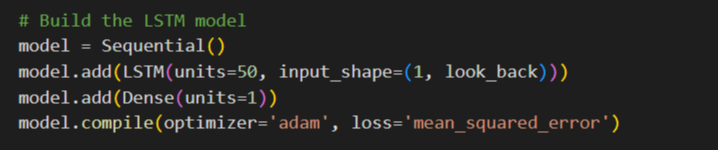 # Build the LSTM model
model = Sequential()
model.add(LSTM(units=50, input_shape=(1, look_back)))
model.add(Dense(units=1))
model.compile(optimizer='adam', loss='mean_squared_error')